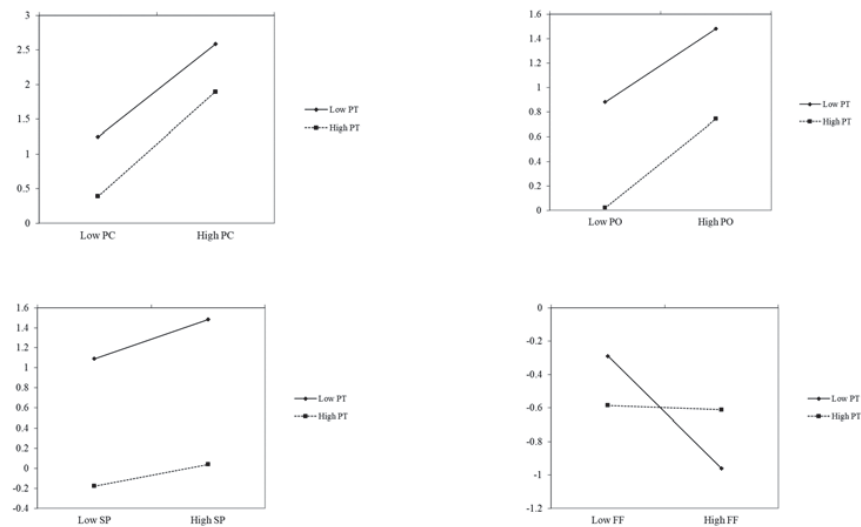 3
2.5
2
1.5
1
0.5
0
Low PC High PC
Low PT
High PT
1.6
1.4
1.2
1
0.8
0.6
0.4
0.2
0
Low PO High PO
Low PT
High PT
1.6
1.4
1.2
1
0.8
0.6
0.4
0.2
0
-0.2
-0.4
Low SP High SP
Low PT
High PT
0
-0.2
-0.4
-0.6
-0.8
-1
-1.2
Low FF High FF
Low PT
High PT